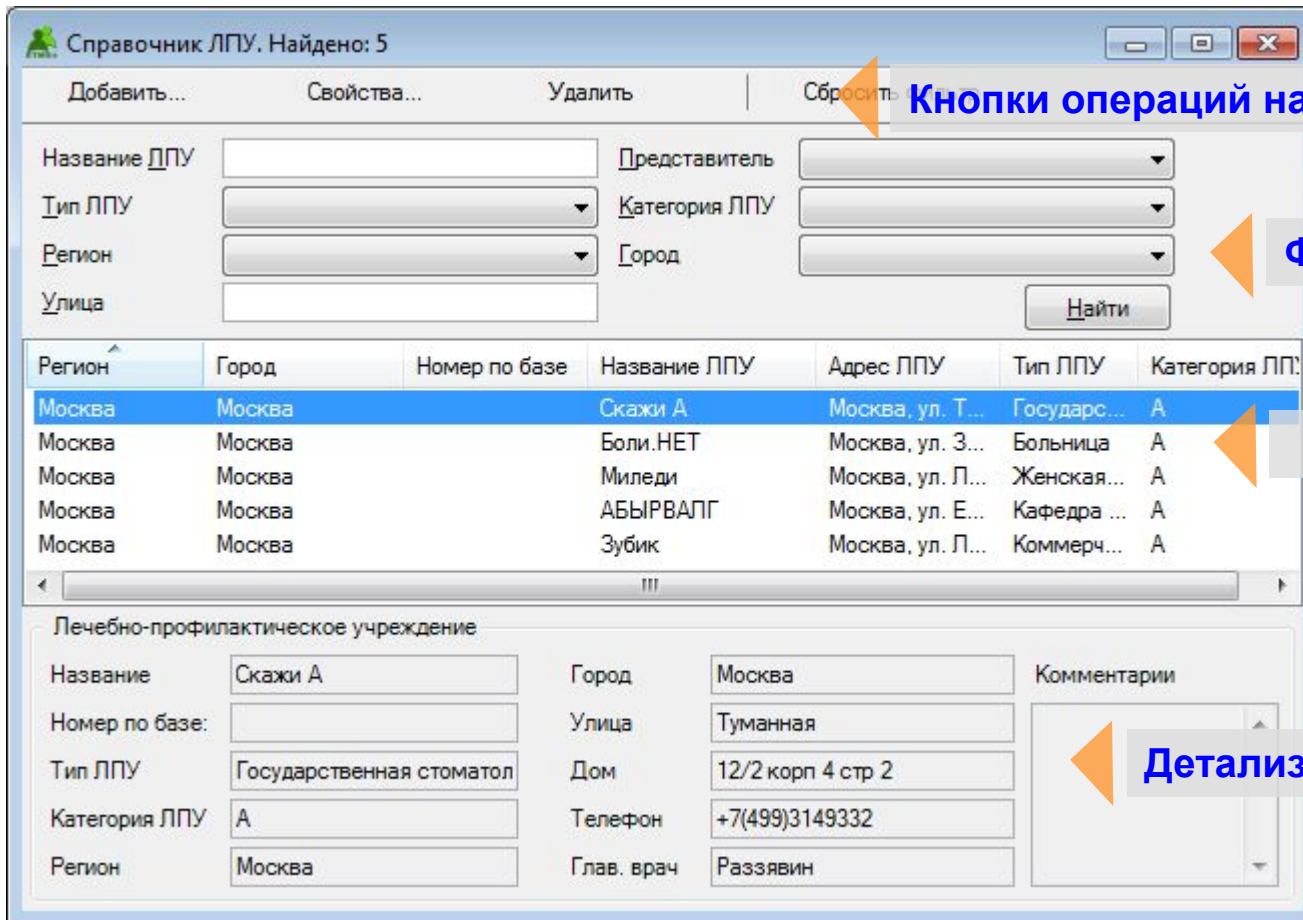 Справочник ЛПУ. Найдено: 5
Добавить... Свойства... Удалить Сбросить
Кнопки операций на
Название ЛПУ Представитель
Тип ЛПУ Категория ЛПУ
Регион Город
Ф
Улица Найти
Регион Город Номер по базе Название ЛПУ Адрес ЛПУ Тип ЛПУ Категория ЛПУ
Москва Москва Скажи А Москва, ул. Т... Государс... А
Москва Москва Боли.НЕТ Москва, ул. З... Больница А
Москва Москва Миледи Москва, ул. Л... Женская... А
Москва Москва АБЫРВАЛГ Москва, ул. Е... Кафедра ... А
Москва Москва Зубик Москва, ул. Л... Коммерч... А
Лечебно-профилактическое учреждение
Название Скажи А Город Москва Комментарии
Номер по базе: Улица Туманная
Тип ЛПУ Государственная стоматол Дом 12/2 корп 4 стр 2
Детализ
Категория ЛПУ А Телефон +7(499)3149332
Регион Москва Глав. врач Раззявин